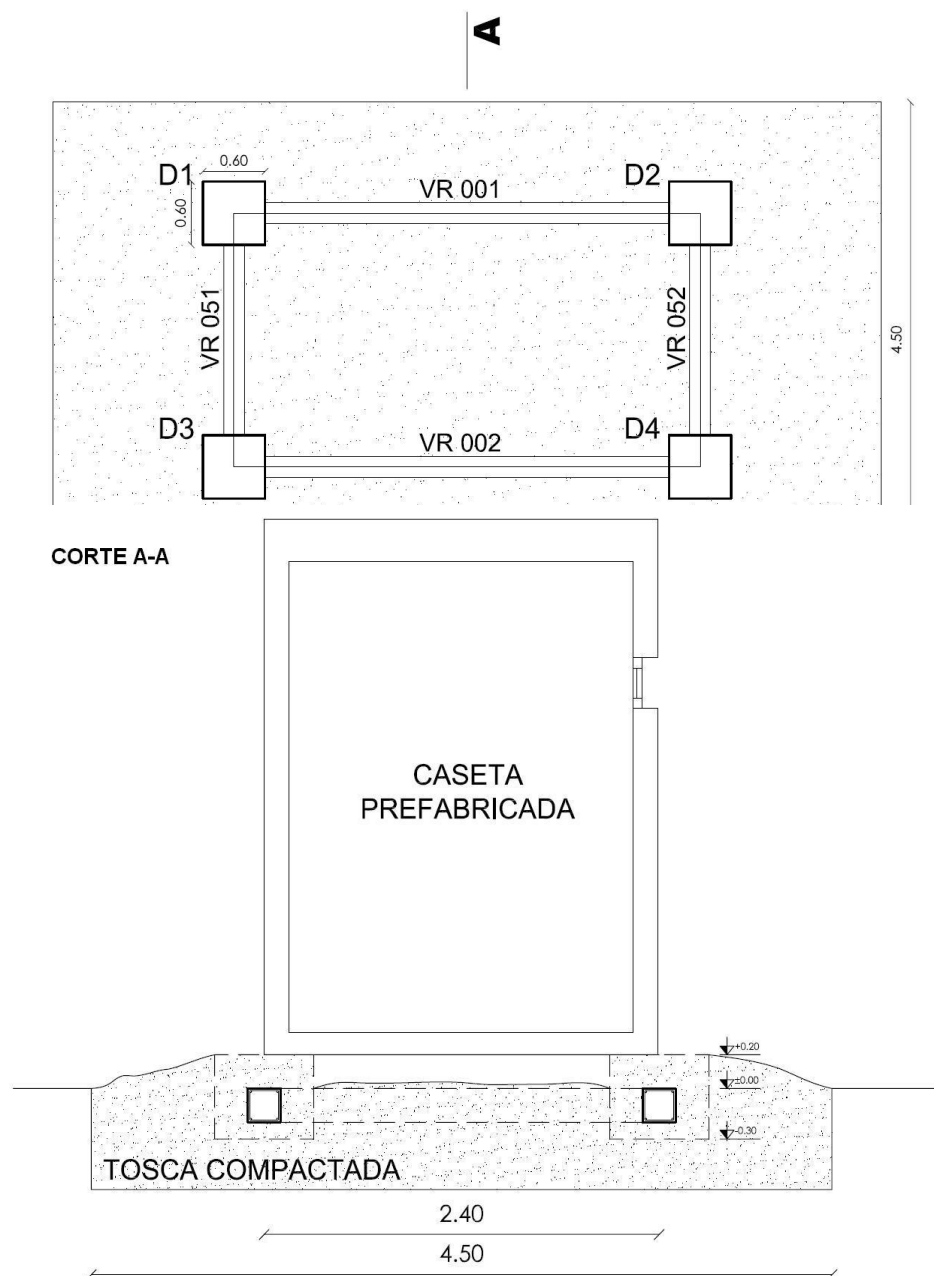 A
0.60
D1
D2
VR 001
0.60
VR 051
VR 052
4.50
D3
D4
VR 002
CORTE A-A
CASETA
PREFABRICADA
+0.20
±0.00
-0.30
TOSCA COMPACTADA
2.40
4.50